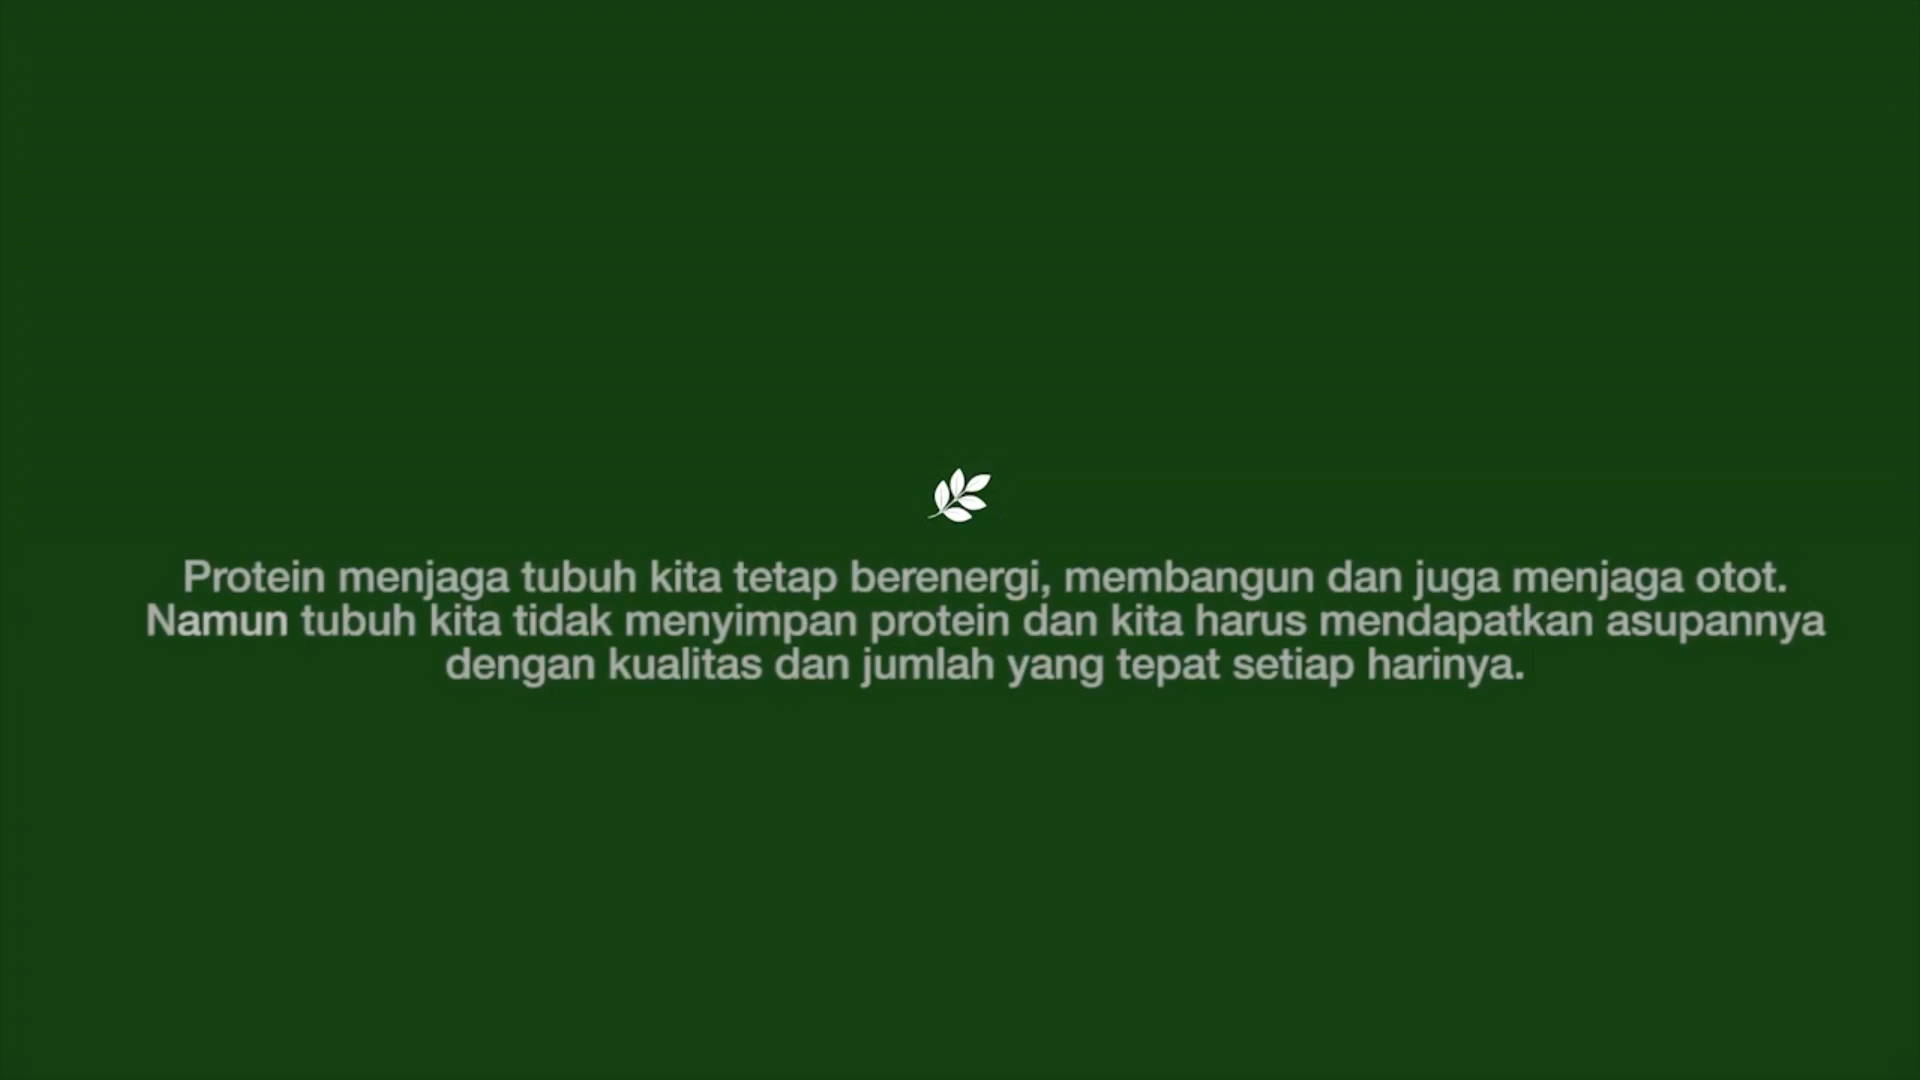 Protein menjaga tubuh kita tetap berenergi, membangun dan juga menjaga otot.
Namun tubuh kita tidak menyimpan protein dan kita harus mendapatkan asupannya
dengan kualitas dan jumlah yang tepat setiap harinya.